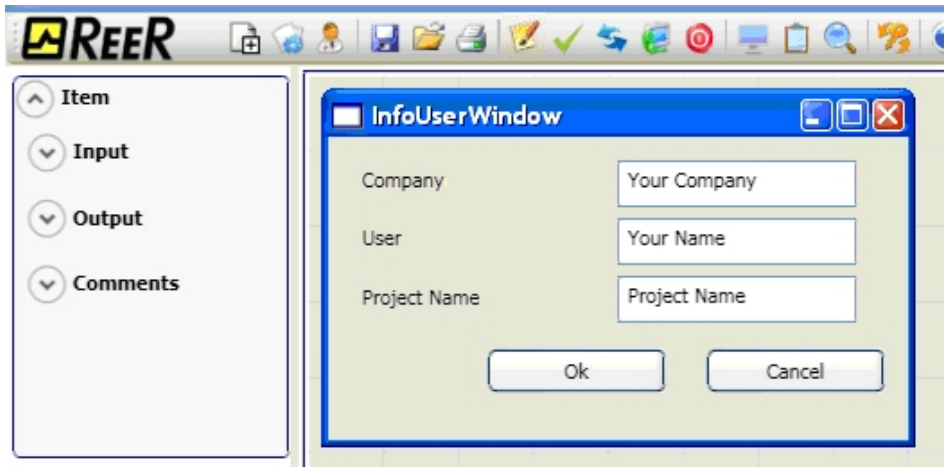 REER
Item
Input
Output
Comments
InfoUserWindow
Company
Your Company
User
Your Name
Project Name
Project Name
Ok
Cancel